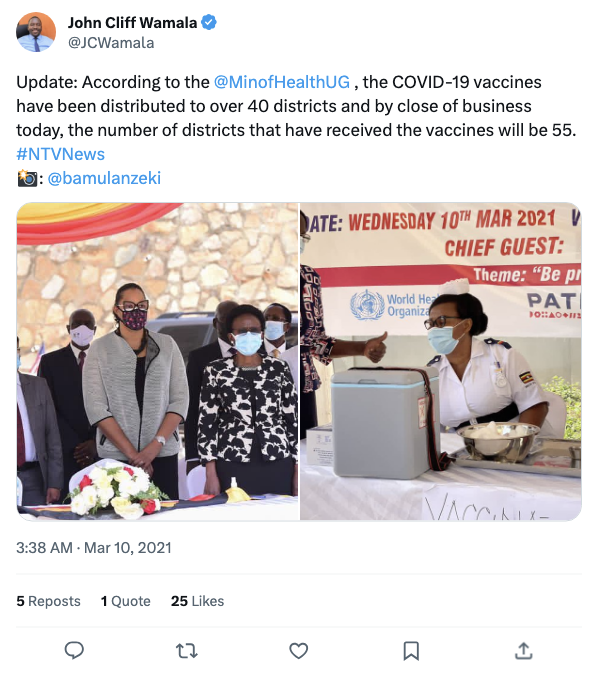 John Cliff Wamala
@JCWamala
Update: According to the @MinofHealthUG , the COVID-19 vaccines
have been distributed to over 40 districts and by close of business
today, the number of districts that have received the vaccines will be 55.
#NTVNews
: @bamulanzeki
DATE: WEDNESDAY 10TH MAR 2021 V
CHIEF GUEST:
Theme: "Be pr
World Hea
Organiza
PAT
VACCINE
3:38 AM · Mar 10, 2021
5 Reposts 1 Quote 25 Likes